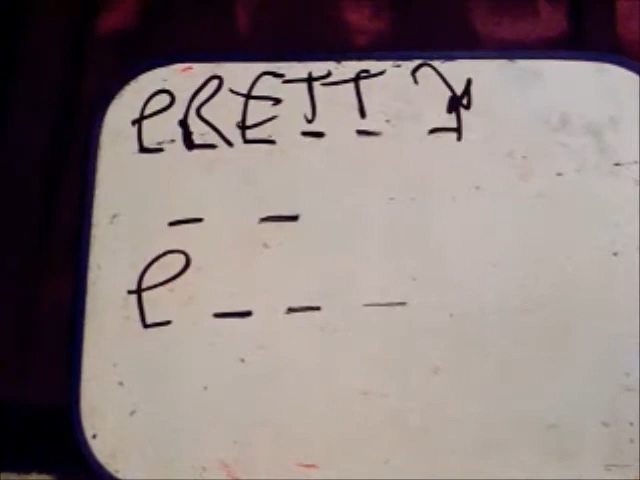 PRETTY
_ _
P _ _ _